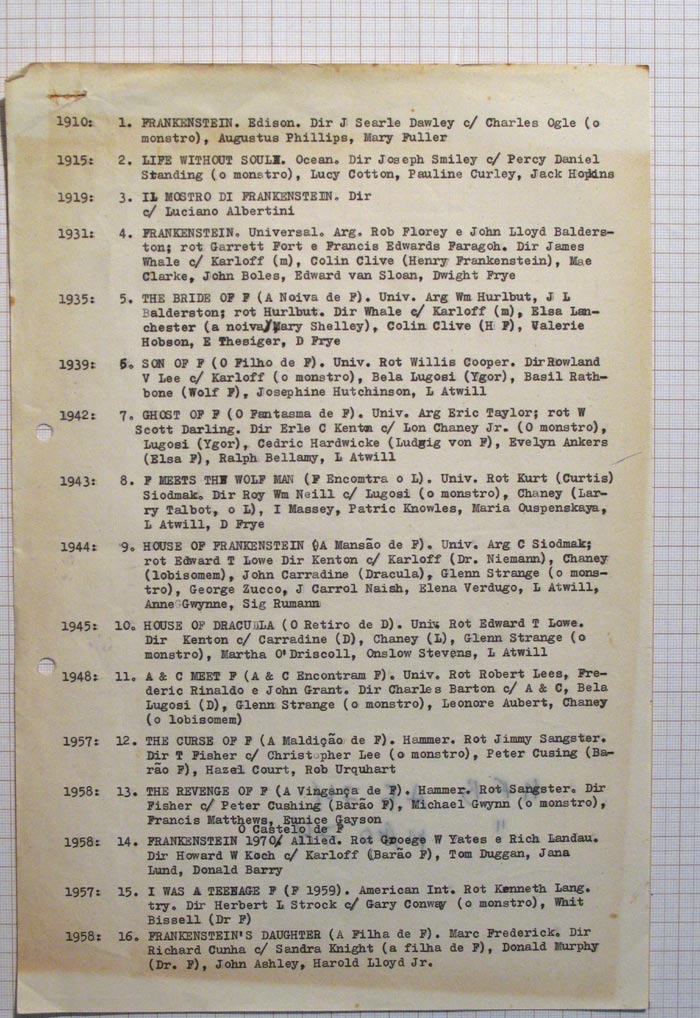 1910: 1. FRANKENSTEIN. Edison. Dir J Searle Dawley c/ Charles Ogle (o
monstro), Augustus Phillips, Mary Fuller
1915: 2. LIFE WITHOUT SOUL. Ocean. Dir Joseph Smiley c/ Percy Daniel
Standing (o monstro), Lucy Cotton, Pauline Curley, Jack Hopkins
1919: 3. IL MOSTRO DI FRANKENSTEIN. Dir
c/ Luciano Albertini
1931: 4. FRANKENSTEIN. Universal. Arg. Rob Florey e John Lloyd Balders-
ton; rot Garrett Fort e Francis Edwards Faragoh. Dir James
Whale c/ Karloff (m), Colin Clive (Henry Frankenstein), Mae
Clarke, John Boles, Edward van Sloan, Dwight Frye
1935: 5. THE BRIDE OF F (A Noiva de F). Univ. Arg Wm Hurlbut, J L
Balderston; rot Hurlbut. Dir Whale c/ Karloff (m), Elsa Lan-
chester (a noiva/Mary Shelley), Colin Clive (H F), Valerie
Hobson, E Thesiger, D Frye
1939: 6. SON OF F (O Filho de F). Univ. Rot Willis Cooper. Dir Rowland
V Lee c/ Karloff (o monstro), Bela Lugosi (Ygor), Basil Rath-
bone (Wolf F), Josephine Hutchinson, L Atwill
1942: 7. GHOST OF F (O Fantasma de F). Univ. Arg Eric Taylor; rot W
Scott Darling. Dir Erle C Kenton c/ Lon Chaney Jr. (O monstro),
Lugosi (Ygor), Cedric Hardwicke (Ludwig von F), Evelyn Ankers
(Elsa F), Ralph Bellamy, L Atwill
1943: 8. F MEETS THE WOLF MAN (F Encomtra o L). Univ. Rot Kurt (Curtis)
Siodmak. Dir Roy Wm Neill c/ Lugosi (o monstro), Chaney (Lar-
ry Talbot, o L), I Massey, Patric Knowles, Maria Ouspenskaya,
L Atwill, D Frye
1944: 9. HOUSE OF FRANKENSTEIN (A Mansão de F). Univ. Arg C Siodmak;
rot Edward T Lowe Dir Kenton c/ Karloff (Dr. Niemann), Chaney
(lobisomem), John Carradine (Dracula), Glenn Strange (o mons-
tro), George Zucco, J Carrol Naish, Elena Verdugo, L Atwill,
Anne Gwynne, Sig Rumann
1945: 10. HOUSE OF DRACULA (O Retiro de D). Univ. Rot Edward T Lowe.
Dir Kenton c/ Carradine (D), Chaney (L), Glenn Strange (o
monstro), Martha O'Driscoll, Onslow Stevens, L Atwill
1948: 11. A & C MEET F (A & C Encontram F). Univ. Rot Robert Lees, Fre-
deric Rinaldo e John Grant. Dir Charles Barton c/ A & C, Bela
Lugosi (D), Glenn Strange (o monstro), Leonore Aubert, Chaney
(o lobisomem)
1957: 12. THE CURSE OF F (A Maldição de F). Hammer. Rot Jimmy Sangster.
Dir T Fisher c/ Christopher Lee (o monstro), Peter Cusing (Ba-
rão F), Hazel Court, Rob Urquhart
1958: 13. THE REVENGE OF F (A Vingança de F). Hammer. Rot Sangster. Dir
Fisher c/ Peter Cushing (Barão F), Michael Gwynn (o monstro),
Francis Matthews, Eunice Gayson
O Castelo de F
1958: 14. FRANKENSTEIN 1970/ Allied. Rot Groege W Yates e Rich Landau.
Dir Howard W Koch c/ Karloff (Barão F), Tom Duggan, Jana
Lund, Donald Barry
1957: 15. I WAS A TEENAGE F (F 1959). American Int. Rot Kenneth Lang.
try. Dir Herbert L Strock c/ Gary Conway (o monstro), Whit
Bissell (Dr F)
1958: 16. FRANKENSTEIN'S DAUGHTER (A Filha de F). Marc Frederick. Dir
Richard Cunha c/ Sandra Knight (a filha de F), Donald Murphy
(Dr. F), John Ashley, Harold Lloyd Jr.